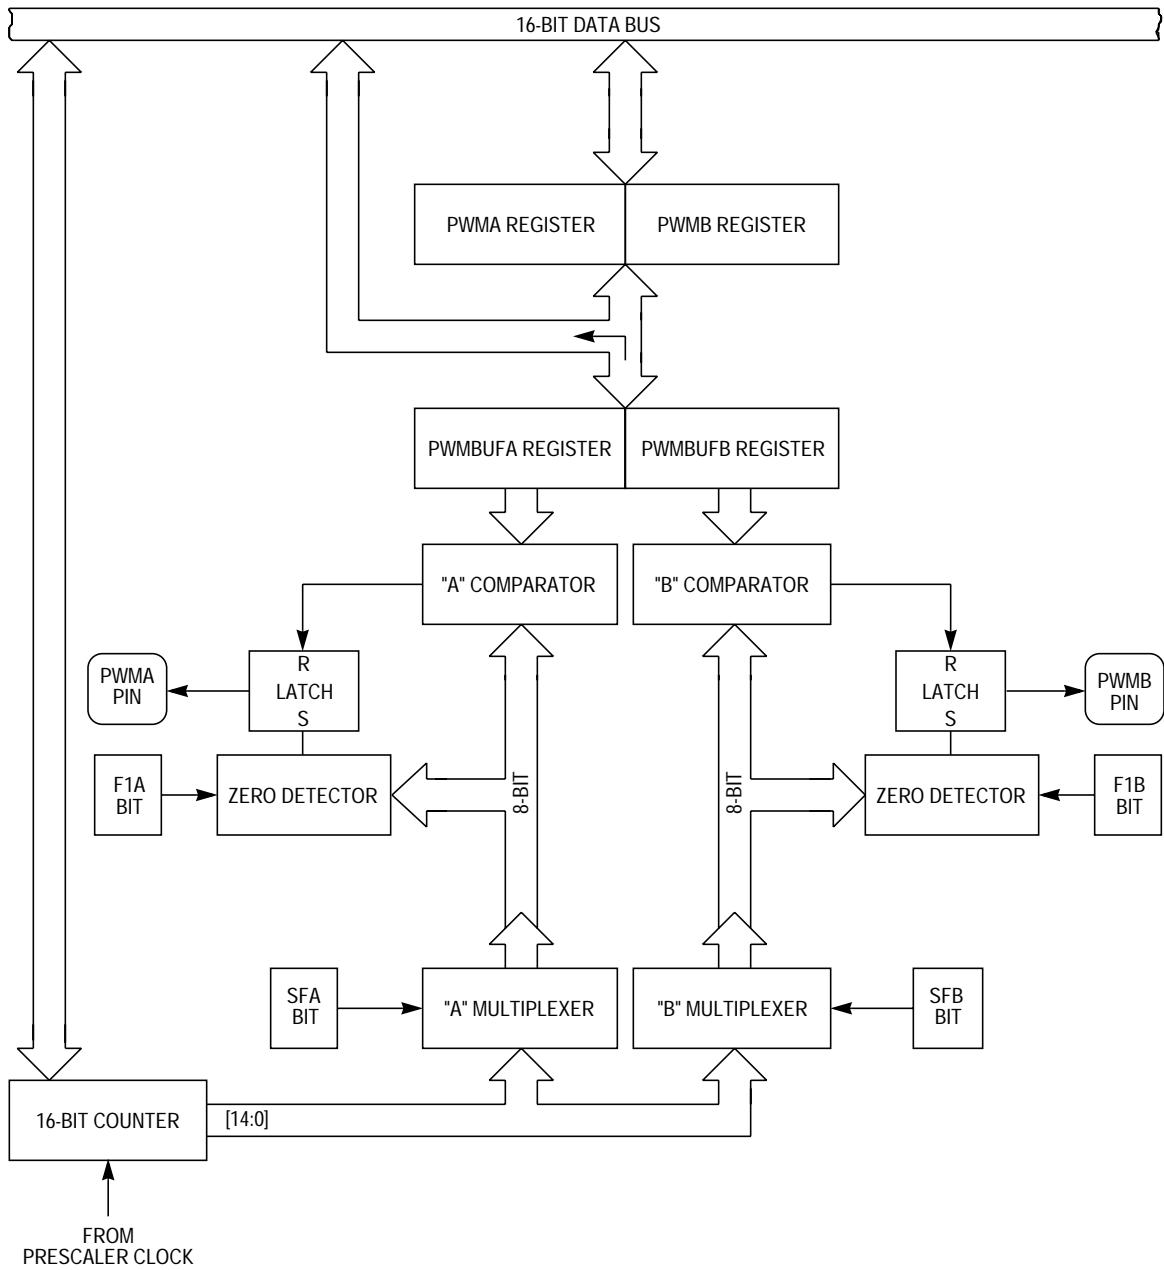 16-BIT DATA BUS
PWMA REGISTER
PWMB REGISTER
PWMBUFA REGISTER
PWMBUFB REGISTER
"A" COMPARATOR
"B" COMPARATOR
R
LATCH
S
R
LATCH
S
PWMA
PIN
PWMB
PIN
F1A
BIT
ZERO DETECTOR
8-BIT
8-BIT
ZERO DETECTOR
F1B
BIT
SFA
BIT
"A" MULTIPLEXER
"B" MULTIPLEXER
SFB
BIT
16-BIT COUNTER
[14:0]
FROM
PRESCALER CLOCK